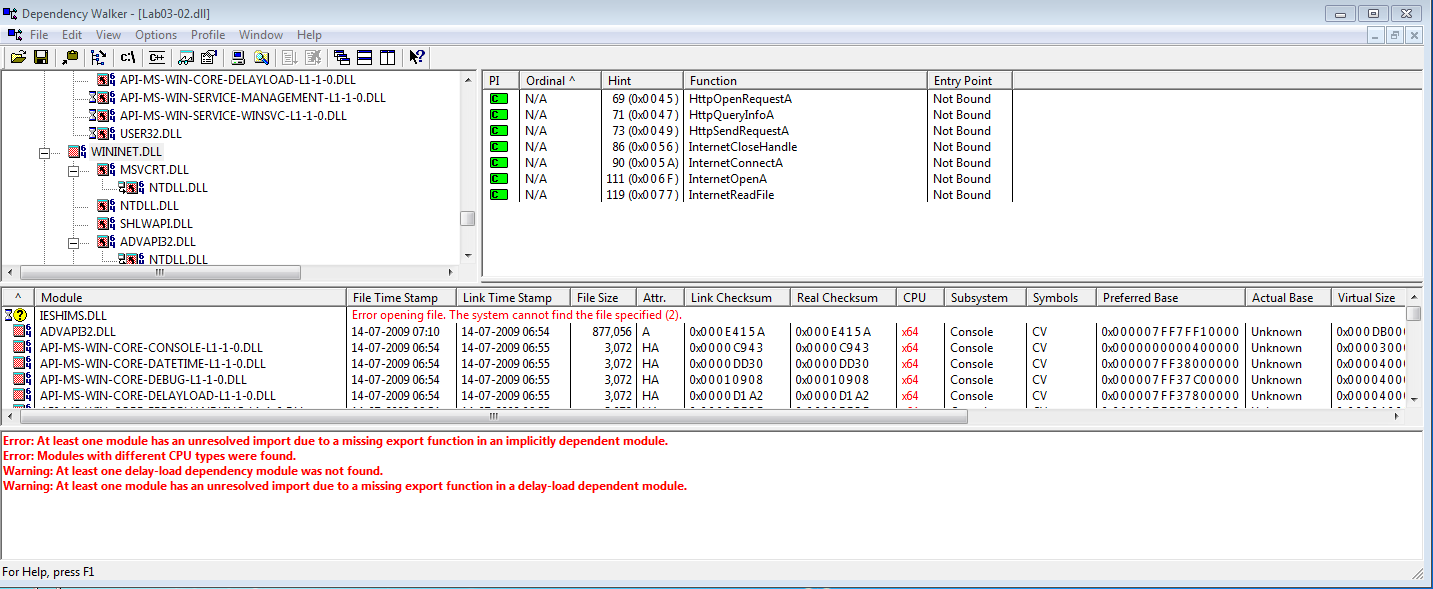 Dependency Walker - [Lab03-02.dll]
File Edit View Options Profile Window Help
c:\ C++
API-MS-WIN-CORE-DELAYLOAD-L1-1-0.DLL
API-MS-WIN-SERVICE-MANAGEMENT-L1-1-0.DLL
API-MS-WIN-SERVICE-WINSVC-L1-1-0.DLL
USER32.DLL
WININET.DLL
MSVCRT.DLL
NTDLL.DLL
NTDLL.DLL
SHLWAPI.DLL
ADVAPI32.DLL
NTDLL.DLL
PI Ordinal ^ Hint Function Entry Point
C N/A 69 (0x0045) HttpOpenRequestA Not Bound
C N/A 71 (0x0047) HttpQueryInfoA Not Bound
C N/A 73 (0x0049) HttpSendRequestA Not Bound
C N/A 86 (0x0056) InternetCloseHandle Not Bound
C N/A 90 (0x005A) InternetConnectA Not Bound
C N/A 111 (0x006F) InternetOpenA Not Bound
C N/A 119 (0x0077) InternetReadFile Not Bound
^ Module File Time Stamp Link Time Stamp File Size Attr. Link Checksum Real Checksum CPU Subsystem Symbols Preferred Base Actual Base Virtual Size
IESHIMS.DLL Error opening file. The system cannot find the file specified (2).
ADVAPI32.DLL 14-07-2009 07:10 14-07-2009 06:54 877,056 A 0x000E415A 0x000E415A x64 Console CV 0x000007FF7FF10000 Unknown 0x000DB00
API-MS-WIN-CORE-CONSOLE-L1-1-0.DLL 14-07-2009 06:54 14-07-2009 06:55 3,072 HA 0x0000C943 0x0000C943 x64 Console CV 0x0000000000400000 Unknown 0x0000300
API-MS-WIN-CORE-DATETIME-L1-1-0.DLL 14-07-2009 06:54 14-07-2009 06:55 3,072 HA 0x0000DD30 0x0000DD30 x64 Console CV 0x000007FF38000000 Unknown 0x0000400
API-MS-WIN-CORE-DEBUG-L1-1-0.DLL 14-07-2009 06:54 14-07-2009 06:55 3,072 HA 0x00010908 0x00010908 x64 Console CV 0x000007FF37C00000 Unknown 0x0000400
API-MS-WIN-CORE-DELAYLOAD-L1-1-0.DLL 14-07-2009 06:54 14-07-2009 06:55 3,072 HA 0x0000D1A2 0x0000D1A2 x64 Console CV 0x000007FF37800000 Unknown 0x0000400
Error: At least one module has an unresolved import due to a missing export function in an implicitly dependent module.
Error: Modules with different CPU types were found.
Warning: At least one delay-load dependency module was not found.
Warning: At least one module has an unresolved import due to a missing export function in a delay-load dependent module.
For Help, press F1